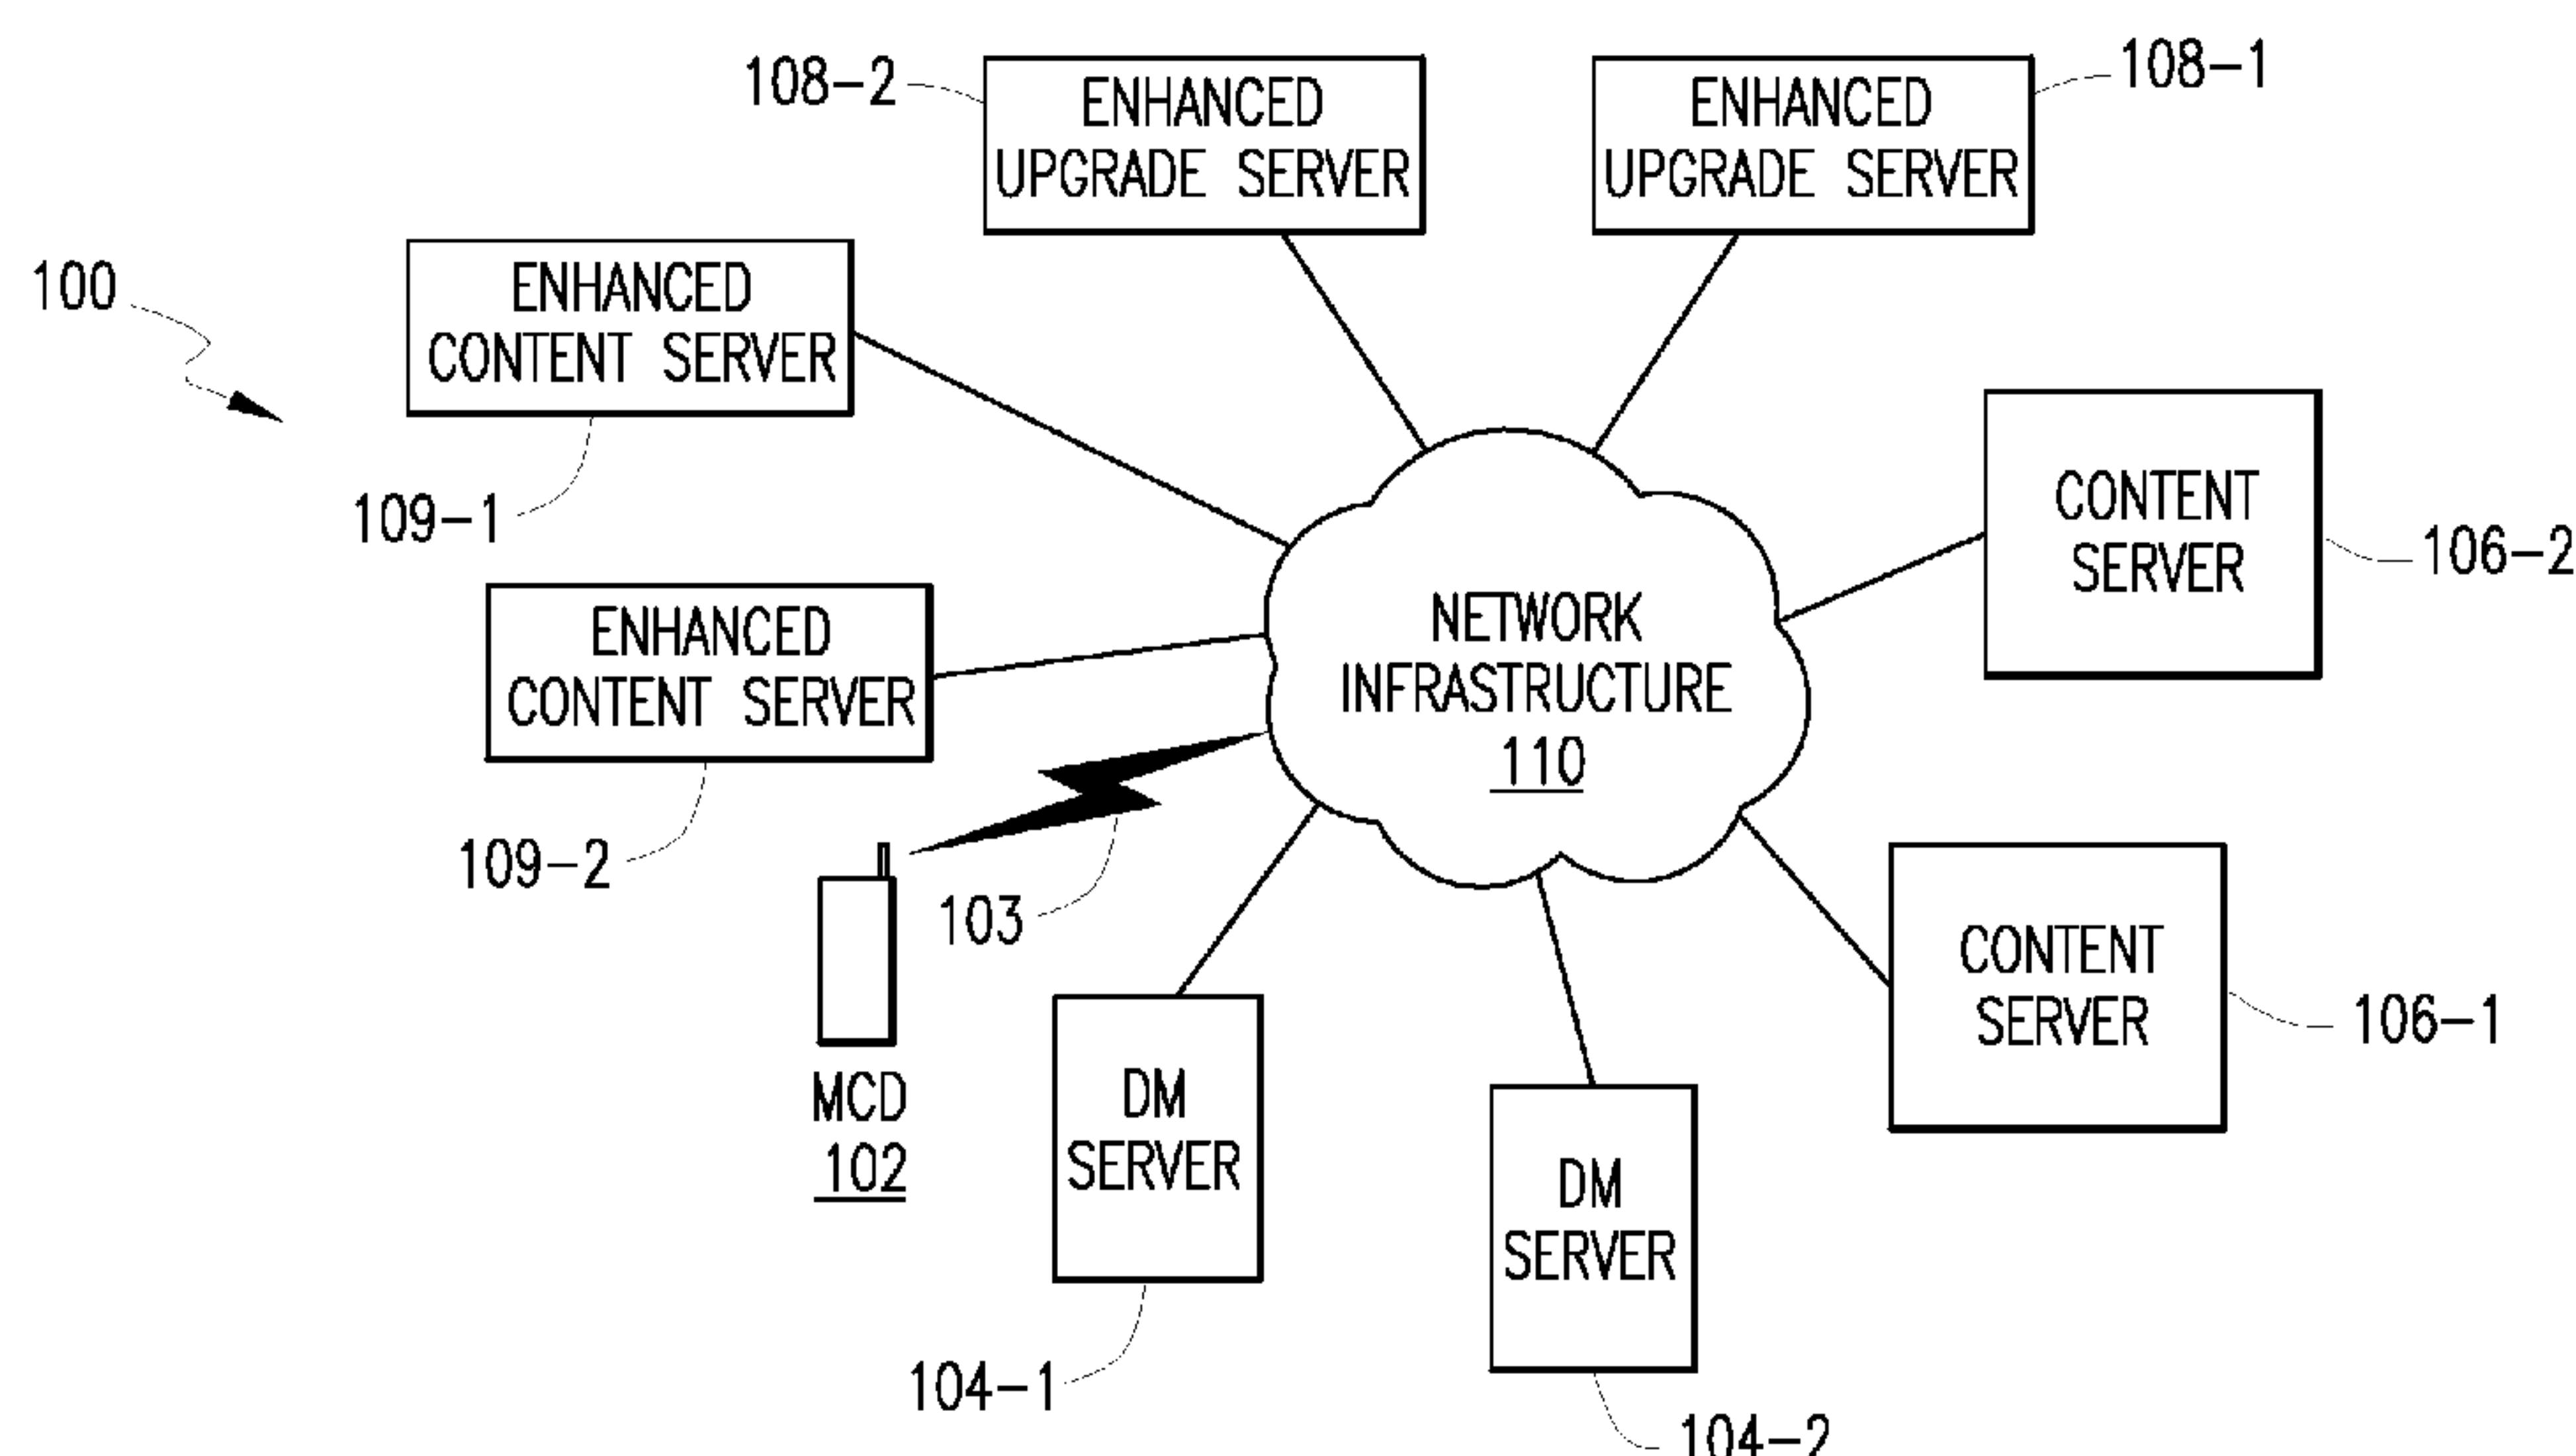 108-2
ENHANCED
UPGRADE SERVER
ENHANCED
UPGRADE SERVER
108-1
100
ENHANCED
CONTENT SERVER
109-1
CONTENT
SERVER
106-2
ENHANCED
CONTENT SERVER
109-2
NETWORK
INFRASTRUCTURE
110
103
MCD
102
DM
SERVER
104-1
DM
SERVER
104-2
CONTENT
SERVER
106-1